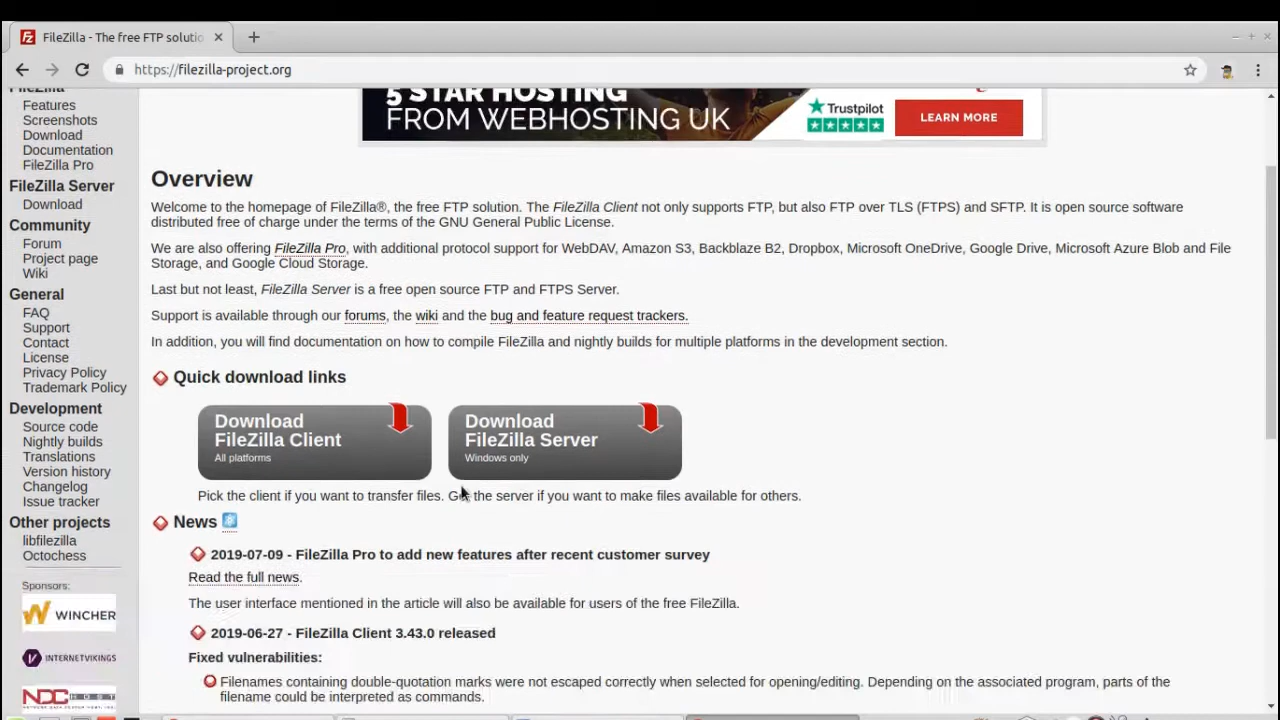 FileZilla - The free FTP solutio
https://filezilla-project.org
FileZilla
Features
Screenshots
Download
Documentation
FileZilla Pro
FileZilla Server
Download
Community
Forum
Project page
Wiki
General
FAQ
Support
Contact
License
Privacy Policy
Trademark Policy
Development
Source code
Nightly builds
Translations
Version history
Changelog
Issue tracker
Other projects
libfilezilla
Octochess
Sponsors:
WINCHER
INTERNETVIKINGS
NDC HOST
5 STAR HOSTING
FROM WEBHOSTING UK
Trustpilot
LEARN MORE
Overview
Welcome to the homepage of FileZilla®, the free FTP solution. The FileZilla Client not only supports FTP, but also FTP over TLS (FTPS) and SFTP. It is open source software
distributed free of charge under the terms of the GNU General Public License.
We are also offering FileZilla Pro, with additional protocol support for WebDAV, Amazon S3, Backblaze B2, Dropbox, Microsoft OneDrive, Google Drive, Microsoft Azure Blob and File
Storage, and Google Cloud Storage.
Last but not least, FileZilla Server is a free open source FTP and FTPS Server.
Support is available through our forums, the wiki and the bug and feature request trackers.
In addition, you will find documentation on how to compile FileZilla and nightly builds for multiple platforms in the development section.
Quick download links
Download
FileZilla Client
All platforms
Download
FileZilla Server
Windows only
Pick the client if you want to transfer files. Get the server if you want to make files available for others.
News
2019-07-09 - FileZilla Pro to add new features after recent customer survey
Read the full news.
The user interface mentioned in the article will also be available for users of the free FileZilla.
2019-06-27 - FileZilla Client 3.43.0 released
Fixed vulnerabilities:
Filenames containing double-quotation marks were not escaped correctly when selected for opening/editing. Depending on the associated program, parts of the
filename could be interpreted as commands.